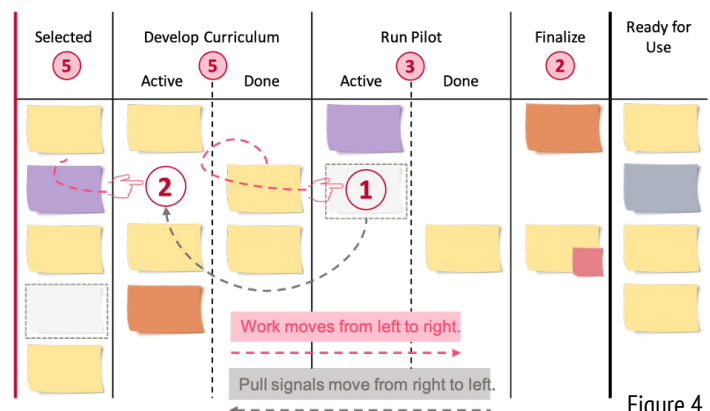 Selected
Develop Curriculum
Run Pilot
Finalize
Ready for
Use
5
5
3
2
Active
Done
Active
Done
2
1
Work moves from left to right.
Pull signals move from right to left.
Figure 4